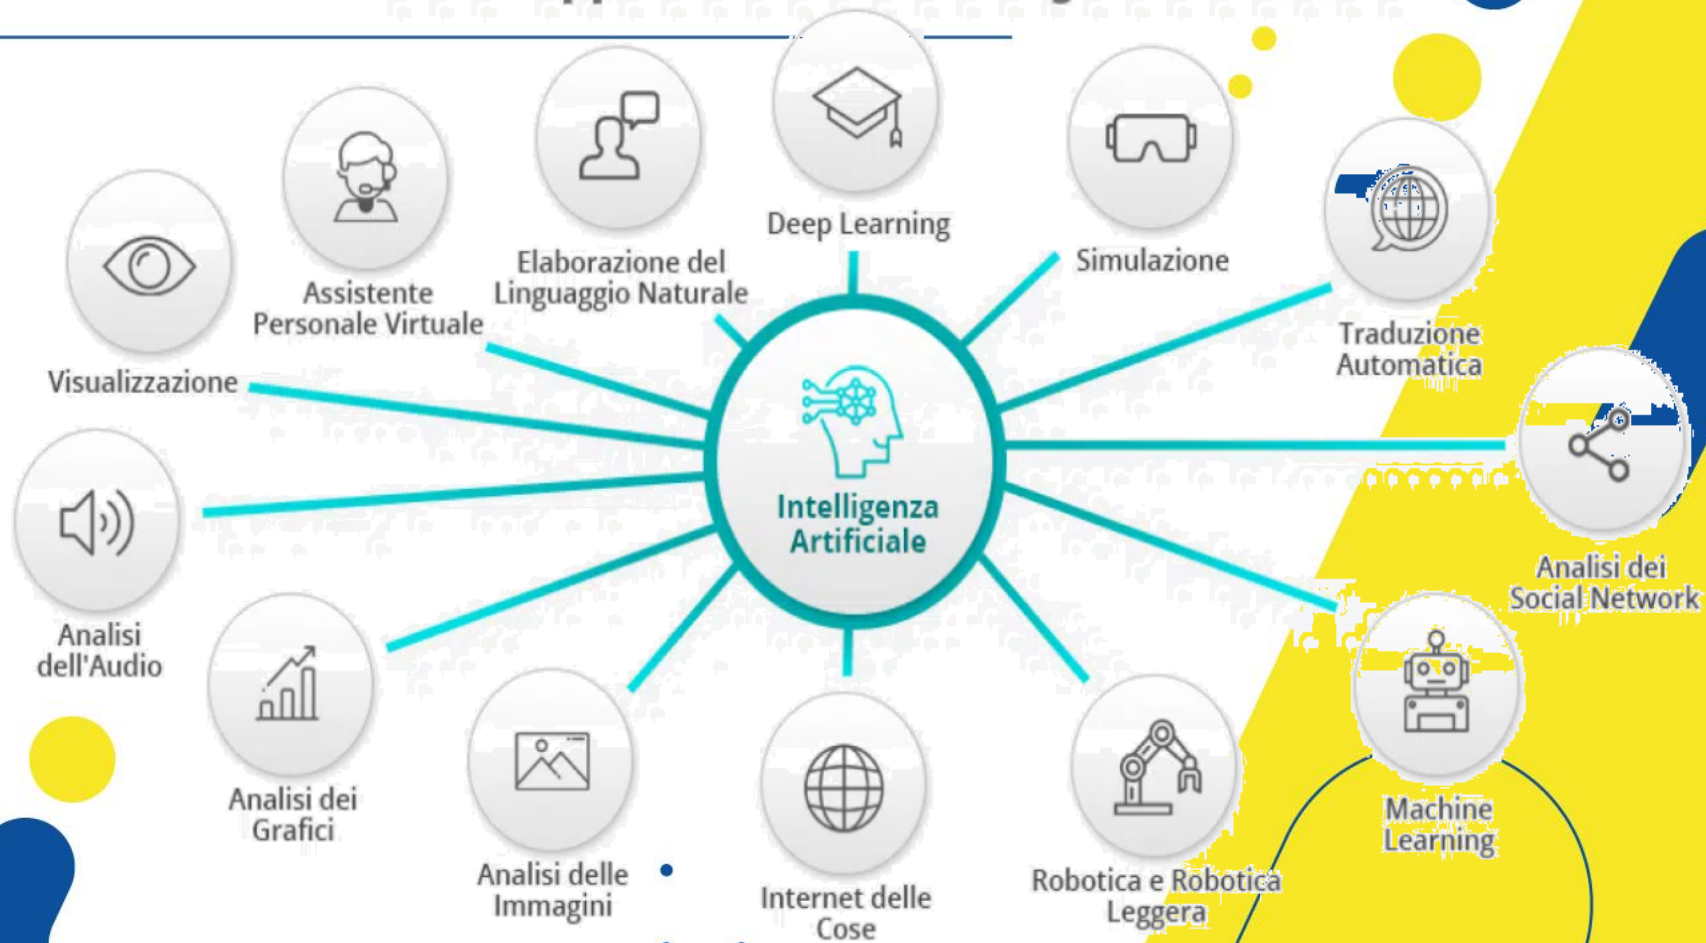 Deep Learning
Elaborazione del
Linguaggio Naturale
Simulazione
Assistente
Personale Virtuale
Traduzione
Automatica
Visualizzazione
Intelligenza
Artificiale
Analisi dei
Social Network
Analisi
dell'Audio
Analisi dei
Grafici
Machine
Learning
Analisi delle
Immagini
Internet delle
Cose
Robotica e Robotica
Leggera